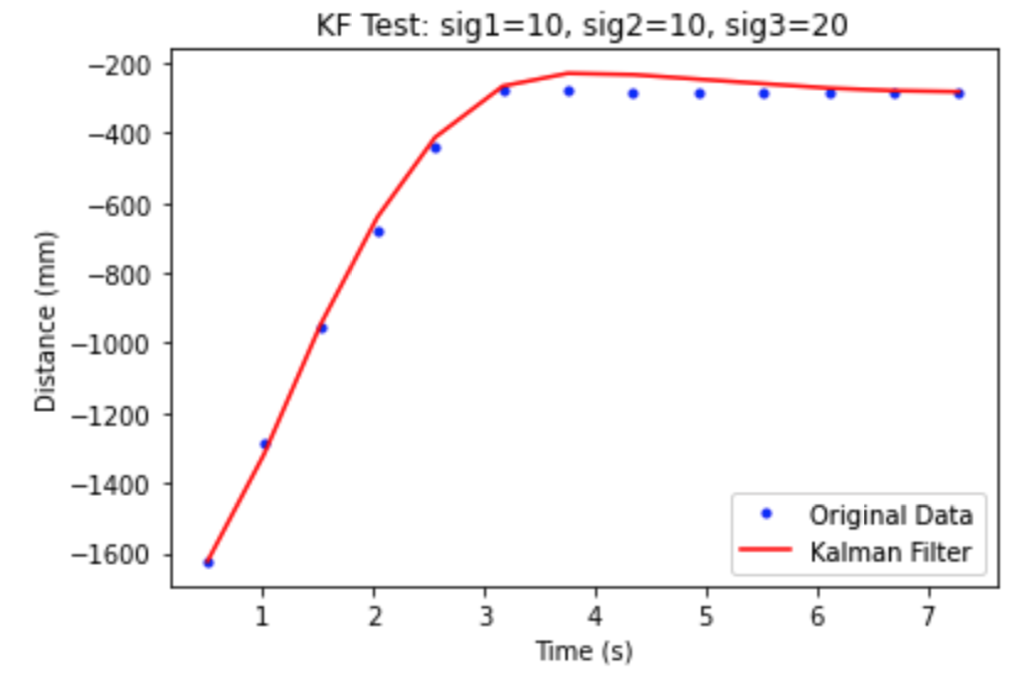 KF Test: sig1=10, sig2=10, sig3=20
−200
−400
−600
−800
−1000
−1200
−1400
−1600
Distance (mm)
Original Data
Kalman Filter
1 2 3 4 5 6 7
Time (s)